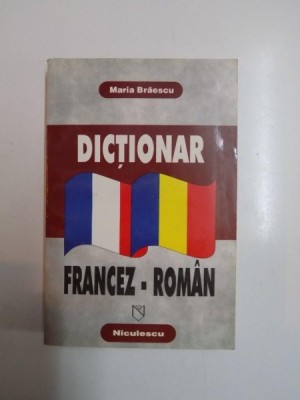 Maria Brăescu
DICȚIONAR
FRANCEZ - ROMÂN
Niculescu